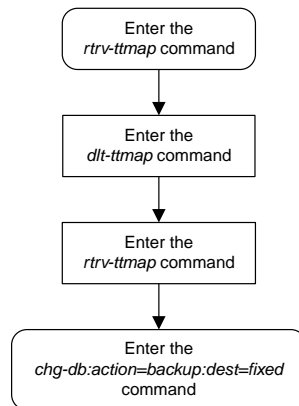 Enter the
rtrv-ttmap command
Enter the
dlt-ttmap command
Enter the
rtrv-ttmap command
Enter the
chg-db:action=backup:dest=fixed
command